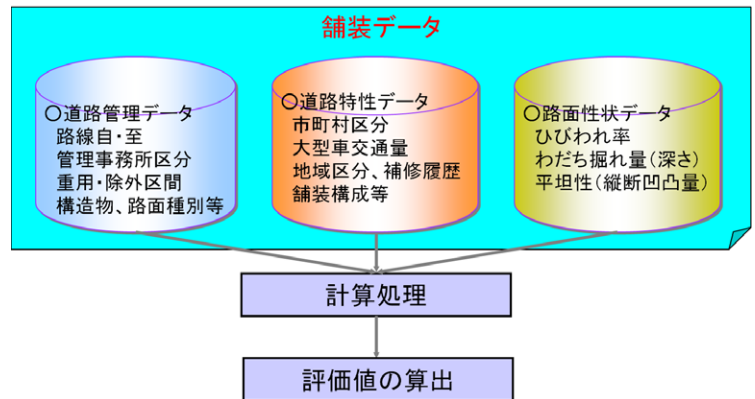 舗装データ
〇道路管理データ
路線自・至
管理事務所区分
重用・除外区間
構造物、路面種別等
〇道路特性データ
市町村区分
大型車交通量
地域区分、補修履歴
舗装構成等
〇路面性状データ
ひびわれ率
わだち掘れ量(深さ)
平坦性(縦断凹凸量)
計算処理
評価値の算出